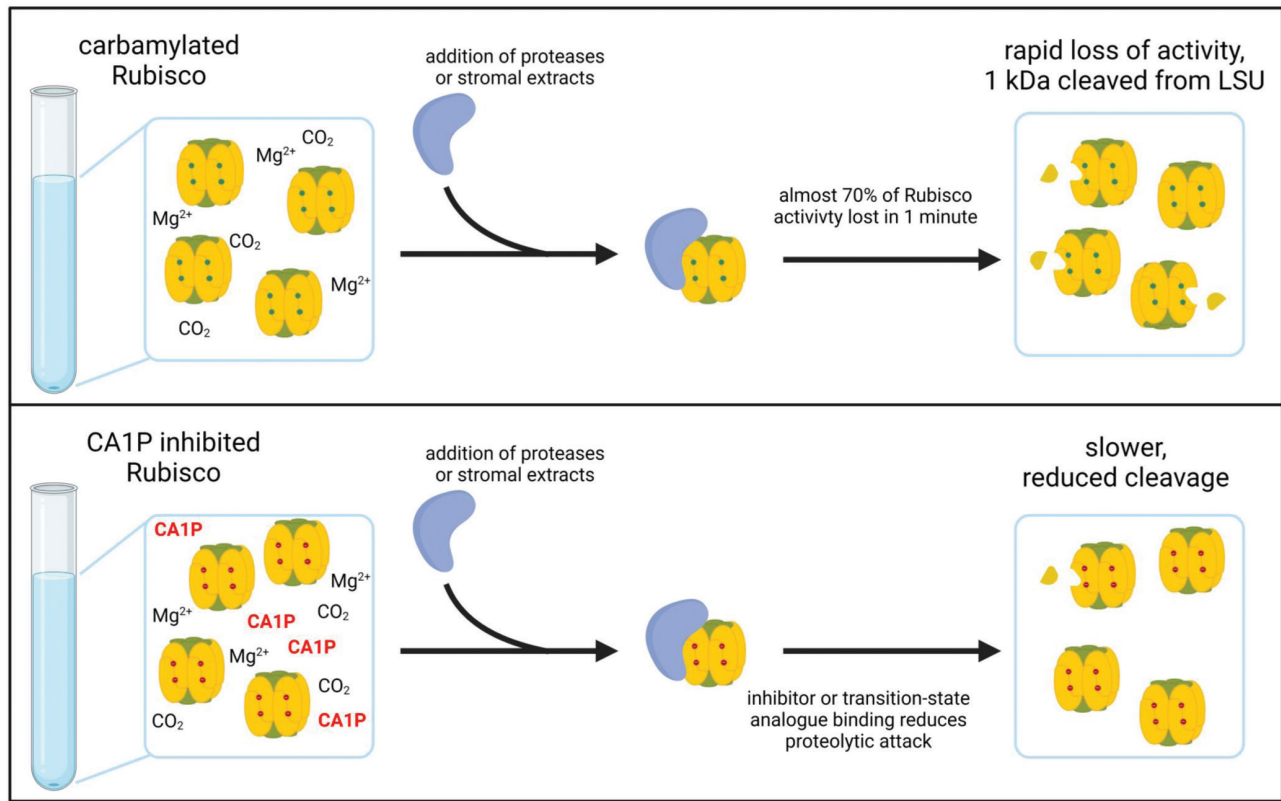 carbamylated
Rubisco
addition of proteases
or stromal extracts
rapid loss of activity,
1 kDa cleaved from LSU
CO₂
Mg²⁺
Mg²⁺
CO₂
Mg²⁺
CO₂
almost 70% of Rubisco
activivty lost in 1 minute
CA1P inhibited
Rubisco
addition of proteases
or stromal extracts
slower,
reduced cleavage
CA1P
Mg²⁺
Mg²⁺
CA1P
CO₂
CA1P
Mg²⁺
CO₂
CO₂
CA1P
inhibitor or transition-state
analogue binding reduces
proteolytic attack